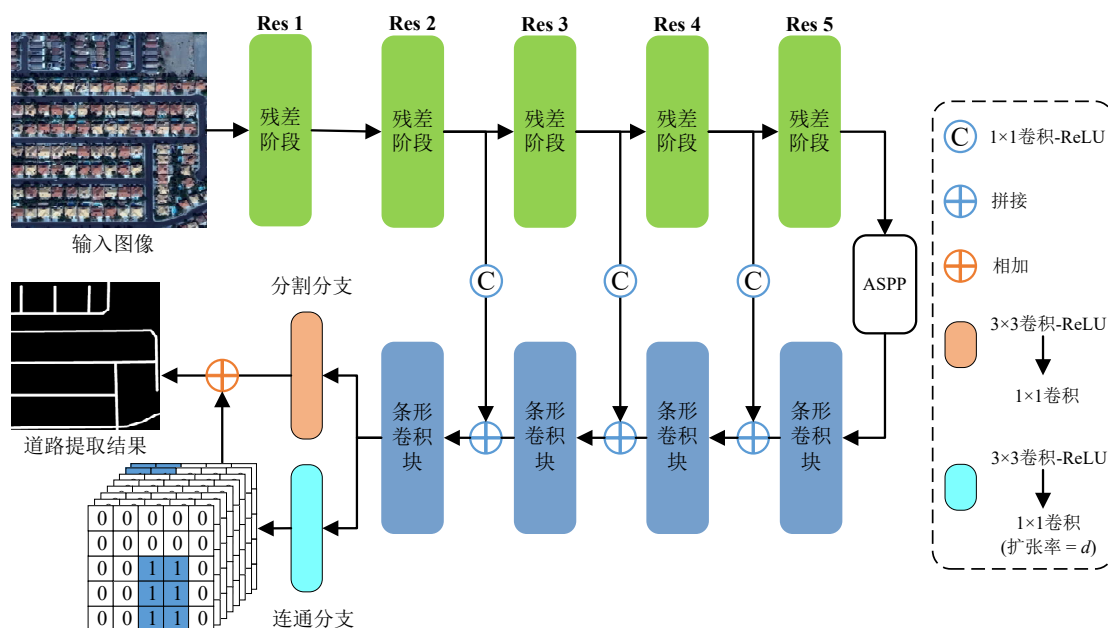 Res 1
Res 2
Res 3
Res 4
Res 5
残差
阶段
残差
阶段
残差
阶段
残差
阶段
残差
阶段
输入图像
C
C
C
ASPP
分割分支
条形
卷积
块
条形
卷积
块
条形
卷积
块
条形
卷积
块
道路提取结果
0 0 0 0 0
0 0 0 0 0
0 0 1 1 0
0 0 1 1 0
0 0 1 1 0
连通分支
C
1×1卷积-ReLU
拼接
相加
3×3卷积-ReLU
1×1卷积
3×3卷积-ReLU
1×1卷积
(扩张率 = d)